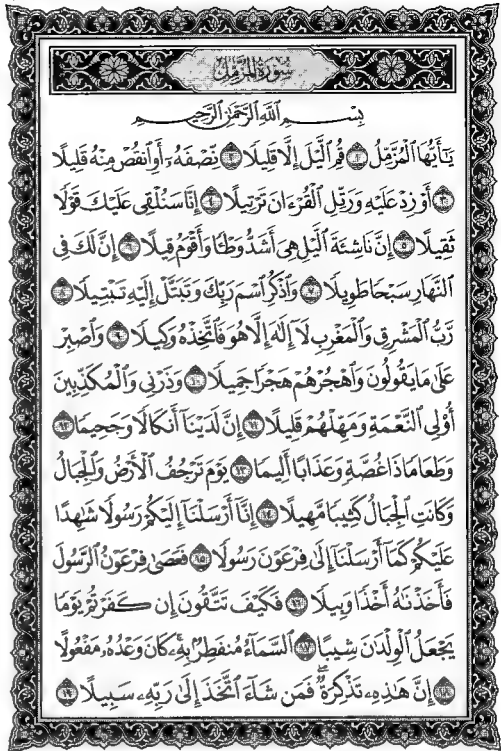 سُورَةُ المُزَّمِّلِ
بِسْمِ اللَّهِ الرَّحْمَٰنِ الرَّحِيمِ
يَٰٓأَيُّهَا ٱلْمُزَّمِّلُ ١ قُمِ ٱلَّيْلَ إِلَّا قَلِيلًا ٢ نِّصْفَهُۥٓ أَوِ ٱنقُصْ مِنْهُ قَلِيلًا
٣ أَوْ زِدْ عَلَيْهِ وَرَتِّلِ ٱلْقُرْءَانَ تَرْتِيلًا ٤ إِنَّا سَنُلْقِى عَلَيْكَ قَوْلًا
ثَقِيلًا ٥ إِنَّ نَاشِئَةَ ٱلَّيْلِ هِىَ أَشَدُّ وَطْـًٔا وَأَقْوَمُ قِيلًا ٦ إِنَّ لَكَ فِى
ٱلنَّهَارِ سَبْحًا طَوِيلًا ٧ وَٱذْكُرِ ٱسْمَ رَبِّكَ وَتَبَتَّلْ إِلَيْهِ تَبْتِيلًا ٨
رَّبُّ ٱلْمَشْرِقِ وَٱلْمَغْرِبِ لَآ إِلَٰهَ إِلَّا هُوَ فَٱتَّخِذْهُ وَكِيلًا ٩ وَٱصْبِرْ
عَلَىٰ مَا يَقُولُونَ وَٱهْجُرْهُمْ هَجْرًا جَمِيلًا ١٠ وَذَرْنِى وَٱلْمُكَذِّبِينَ
أُو۟لِى ٱلنَّعْمَةِ وَمَهِّلْهُمْ قَلِيلًا ١١ إِنَّ لَدَيْنَآ أَنكَالًا وَجَحِيمًا ١٢
وَطَعَامًا ذَا غُصَّةٍ وَعَذَابًا أَلِيمًا ١٣ يَوْمَ تَرْجُفُ ٱلْأَرْضُ وَٱلْجِبَالُ
وَكَانَتِ ٱلْجِبَالُ كَثِيبًا مَّهِيلًا ١٤ إِنَّآ أَرْسَلْنَآ إِلَيْكُمْ رَسُولًا شَٰهِدًا
عَلَيْكُمْ كَمَآ أَرْسَلْنَآ إِلَىٰ فِرْعَوْنَ رَسُولًا ١٥ فَعَصَىٰ فِرْعَوْنُ ٱلرَّسُولَ
فَأَخَذْنَٰهُ أَخْذًا وَبِيلًا ١٦ فَكَيْفَ تَتَّقُونَ إِن كَفَرْتُمْ يَوْمًا
يَجْعَلُ ٱلْوِلْدَٰنَ شِيبًا ١٧ ٱلسَّمَآءُ مُنفَطِرٌۢ بِهِۦ ۚ كَانَ وَعْدُهُۥ مَفْعُولًا
١٨ إِنَّ هَٰذِهِۦ تَذْكِرَةٌ ۖ فَمَن شَآءَ ٱتَّخَذَ إِلَىٰ رَبِّهِۦ سَبِيلًا ١٩